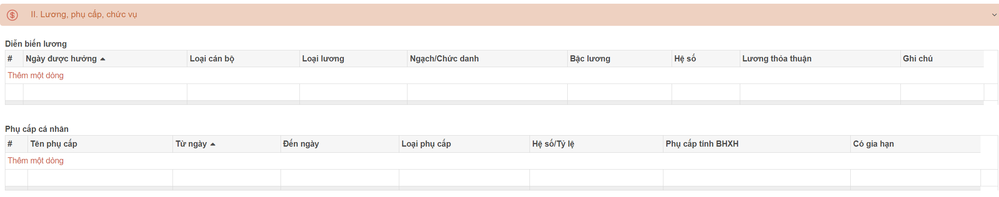 II. Lương, phụ cấp, chức vụ
Diễn biến lương
# Ngày được hưởng Loại cán bộ Loại lương Ngạch/Chức danh Bậc lương Hệ số Lương thỏa thuận Ghi chú
Thêm một dòng
Phụ cấp cá nhân
# Tên phụ cấp Từ ngày Đến ngày Loại phụ cấp Hệ số/Tỷ lệ Phụ cấp tính BHXH Có gia hạn
Thêm một dòng